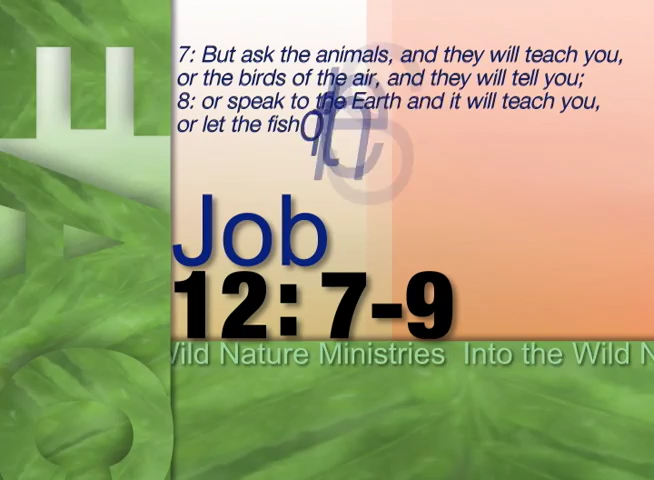 7: But ask the animals, and they will teach you,
or the birds of the air, and they will tell you;
8: or speak to the Earth and it will teach you,
or let the fish
Job
12: 7-9
Wild Nature Ministries Into the Wild N